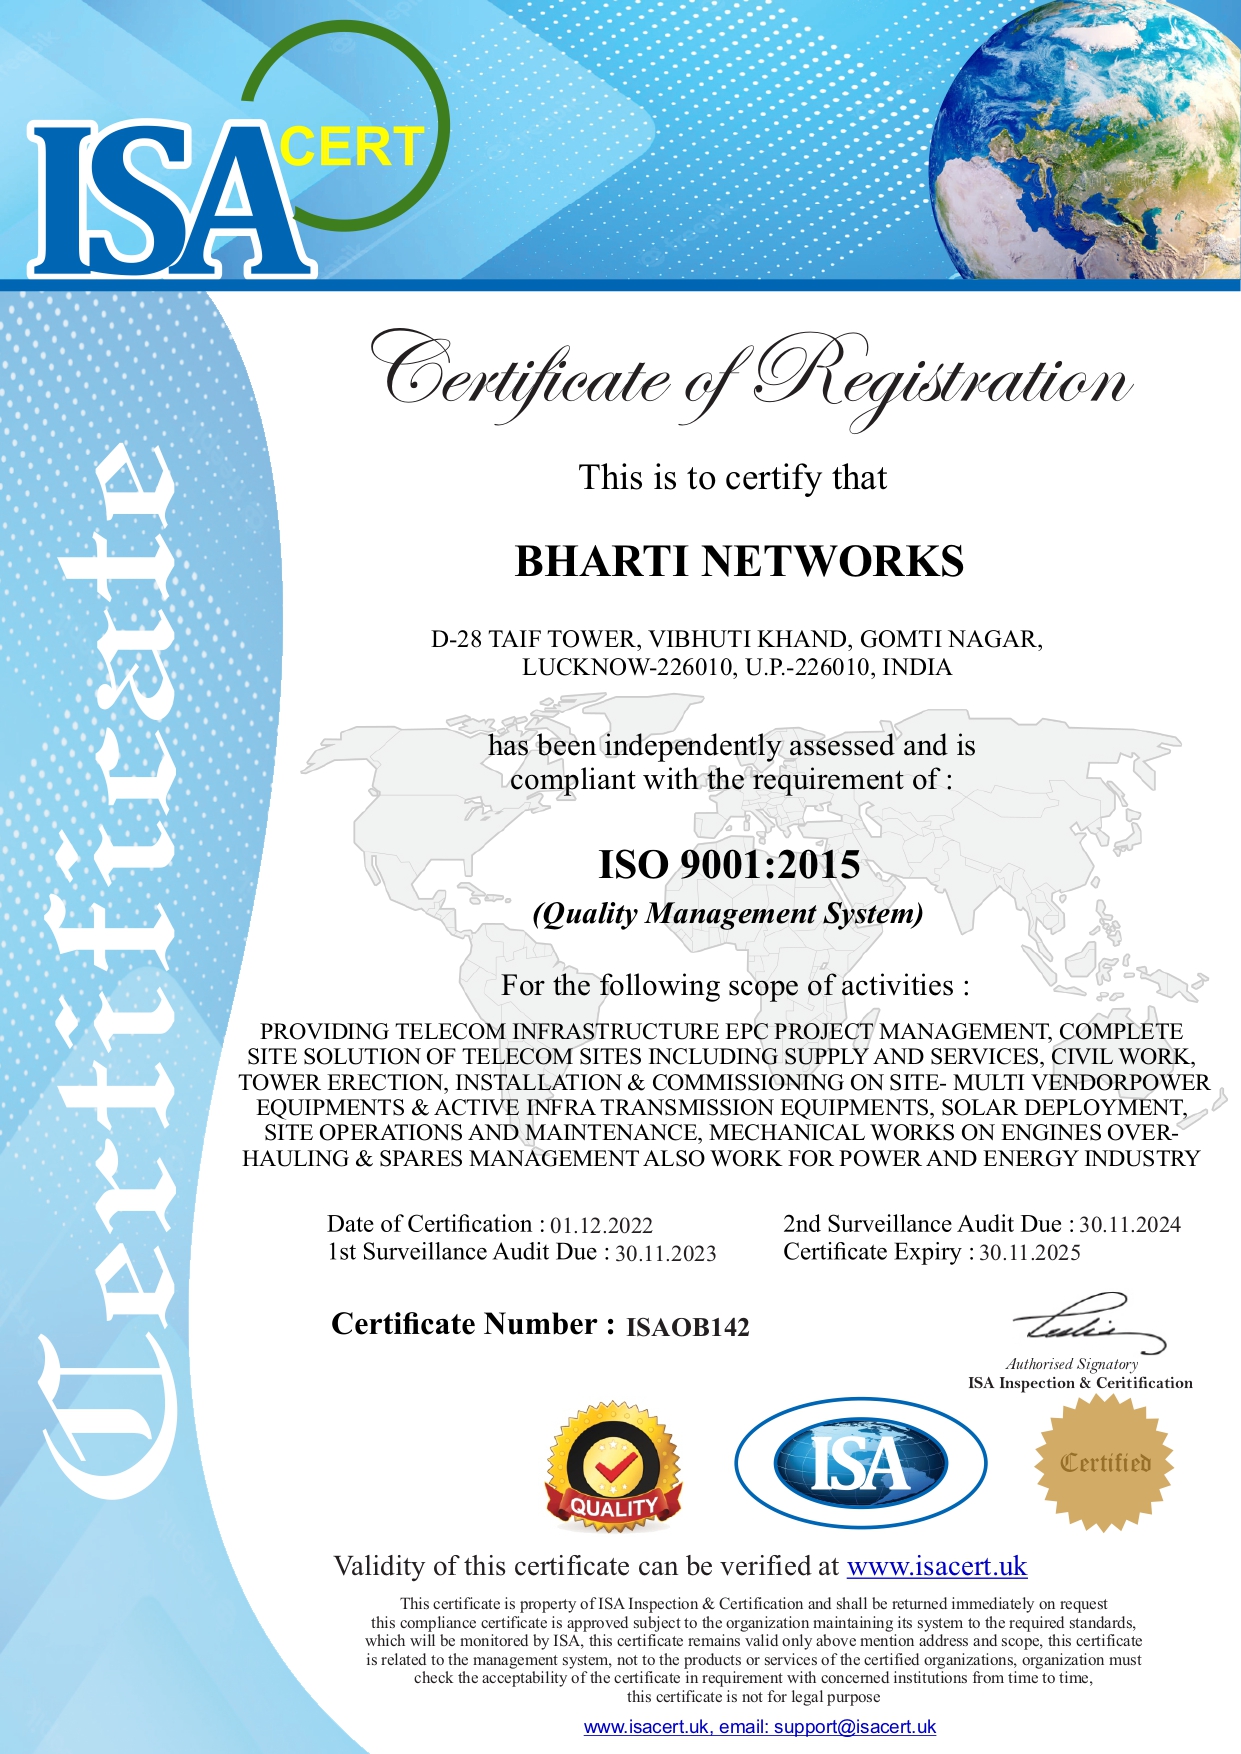 ISA CERT
Certificate of Registration
This is to certify that
BHARTI NETWORKS
D-28 TAIF TOWER, VIBHUTI KHAND, GOMTI NAGAR,
LUCKNOW-226010, U.P.-226010, INDIA
has been independently assessed and is
compliant with the requirement of :
ISO 9001:2015
(Quality Management System)
For the following scope of activities :
PROVIDING TELECOM INFRASTRUCTURE EPC PROJECT MANAGEMENT, COMPLETE
SITE SOLUTION OF TELECOM SITES INCLUDING SUPPLY AND SERVICES, CIVIL WORK,
TOWER ERECTION, INSTALLATION & COMMISSIONING ON SITE- MULTI VENDORPOWER
EQUIPMENTS & ACTIVE INFRA TRANSMISSION EQUIPMENTS, SOLAR DEPLOYMENT,
SITE OPERATIONS AND MAINTENANCE, MECHANICAL WORKS ON ENGINES OVER-
HAULING & SPARES MANAGEMENT ALSO WORK FOR POWER AND ENERGY INDUSTRY
Date of Certification : 01.12.2022
1st Surveillance Audit Due : 30.11.2023
2nd Surveillance Audit Due : 30.11.2024
Certificate Expiry : 30.11.2025
Certificate Number : ISAOB142
Leslie
Authorised Signatory
ISA Inspection & Ceritification
QUALITY
ISA
Certified
Validity of this certificate can be verified at www.isacert.uk
This certificate is property of ISA Inspection & Certification and shall be returned immediately on request
this compliance certificate is approved subject to the organization maintaining its system to the required standards,
which will be monitored by ISA, this certificate remains valid only above mention address and scope, this certificate
is related to the management system, not to the products or services of the certified organizations, organization must
check the acceptability of the certificate in requirement with concerned institutions from time to time,
this certificate is not for legal purpose
www.isacert.uk, email: support@isacert.uk
Certificate